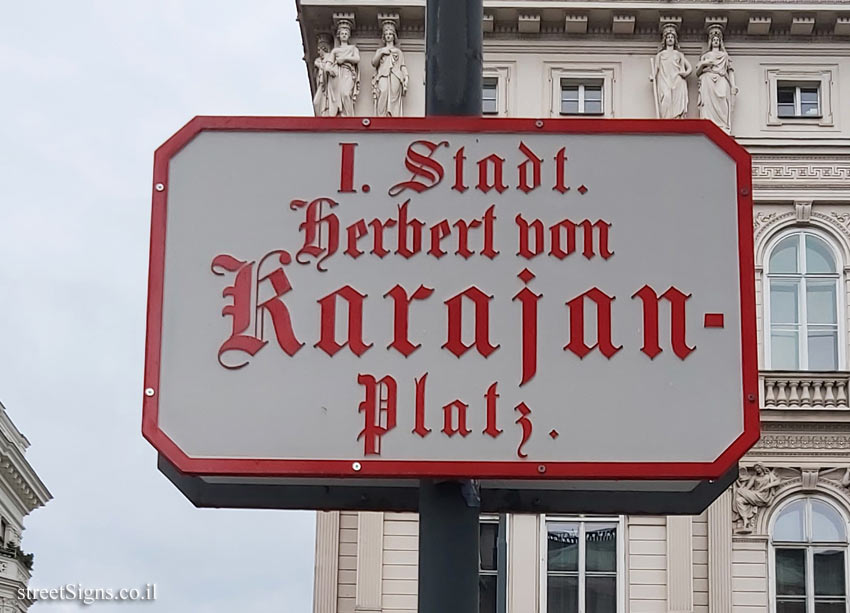 I. Stadt.
Herbert von
Karajan-
Platz.
streetSigns.co.il